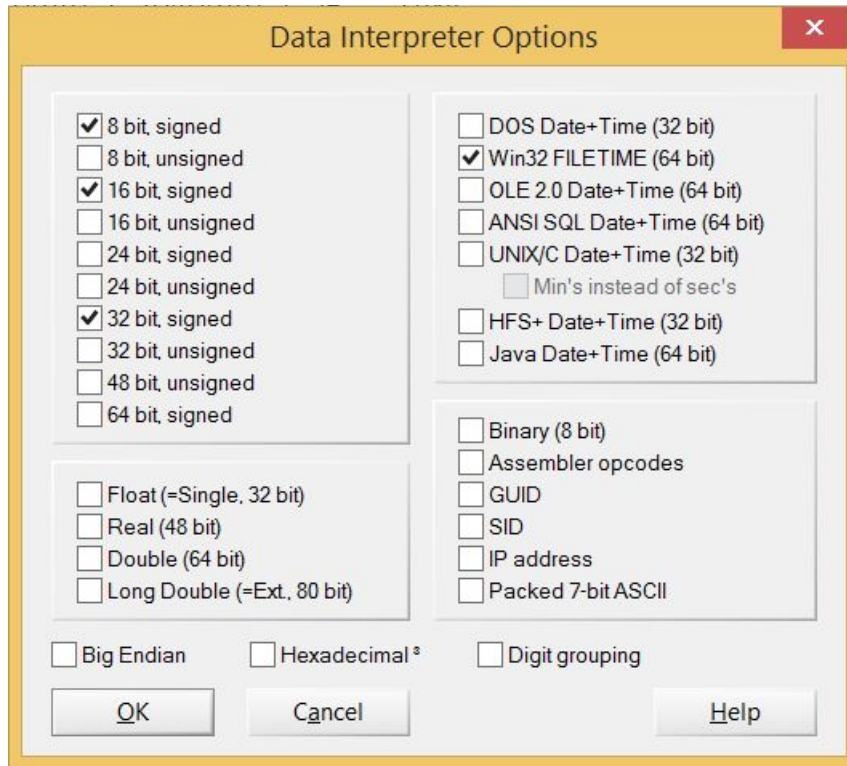 Data Interpreter Options
8 bit, signed
8 bit, unsigned
16 bit, signed
16 bit, unsigned
24 bit, signed
24 bit, unsigned
32 bit, signed
32 bit, unsigned
48 bit, unsigned
64 bit, signed
Float (=Single, 32 bit)
Real (48 bit)
Double (64 bit)
Long Double (=Ext., 80 bit)
DOS Date+Time (32 bit)
Win32 FILETIME (64 bit)
OLE 2.0 Date+Time (64 bit)
ANSI SQL Date+Time (64 bit)
UNIX/C Date+Time (32 bit)
Min's instead of sec's
HFS+ Date+Time (32 bit)
Java Date+Time (64 bit)
Binary (8 bit)
Assembler opcodes
GUID
SID
IP address
Packed 7-bit ASCII
Big Endian
Hexadecimal ³
Digit grouping
OK
Cancel
Help